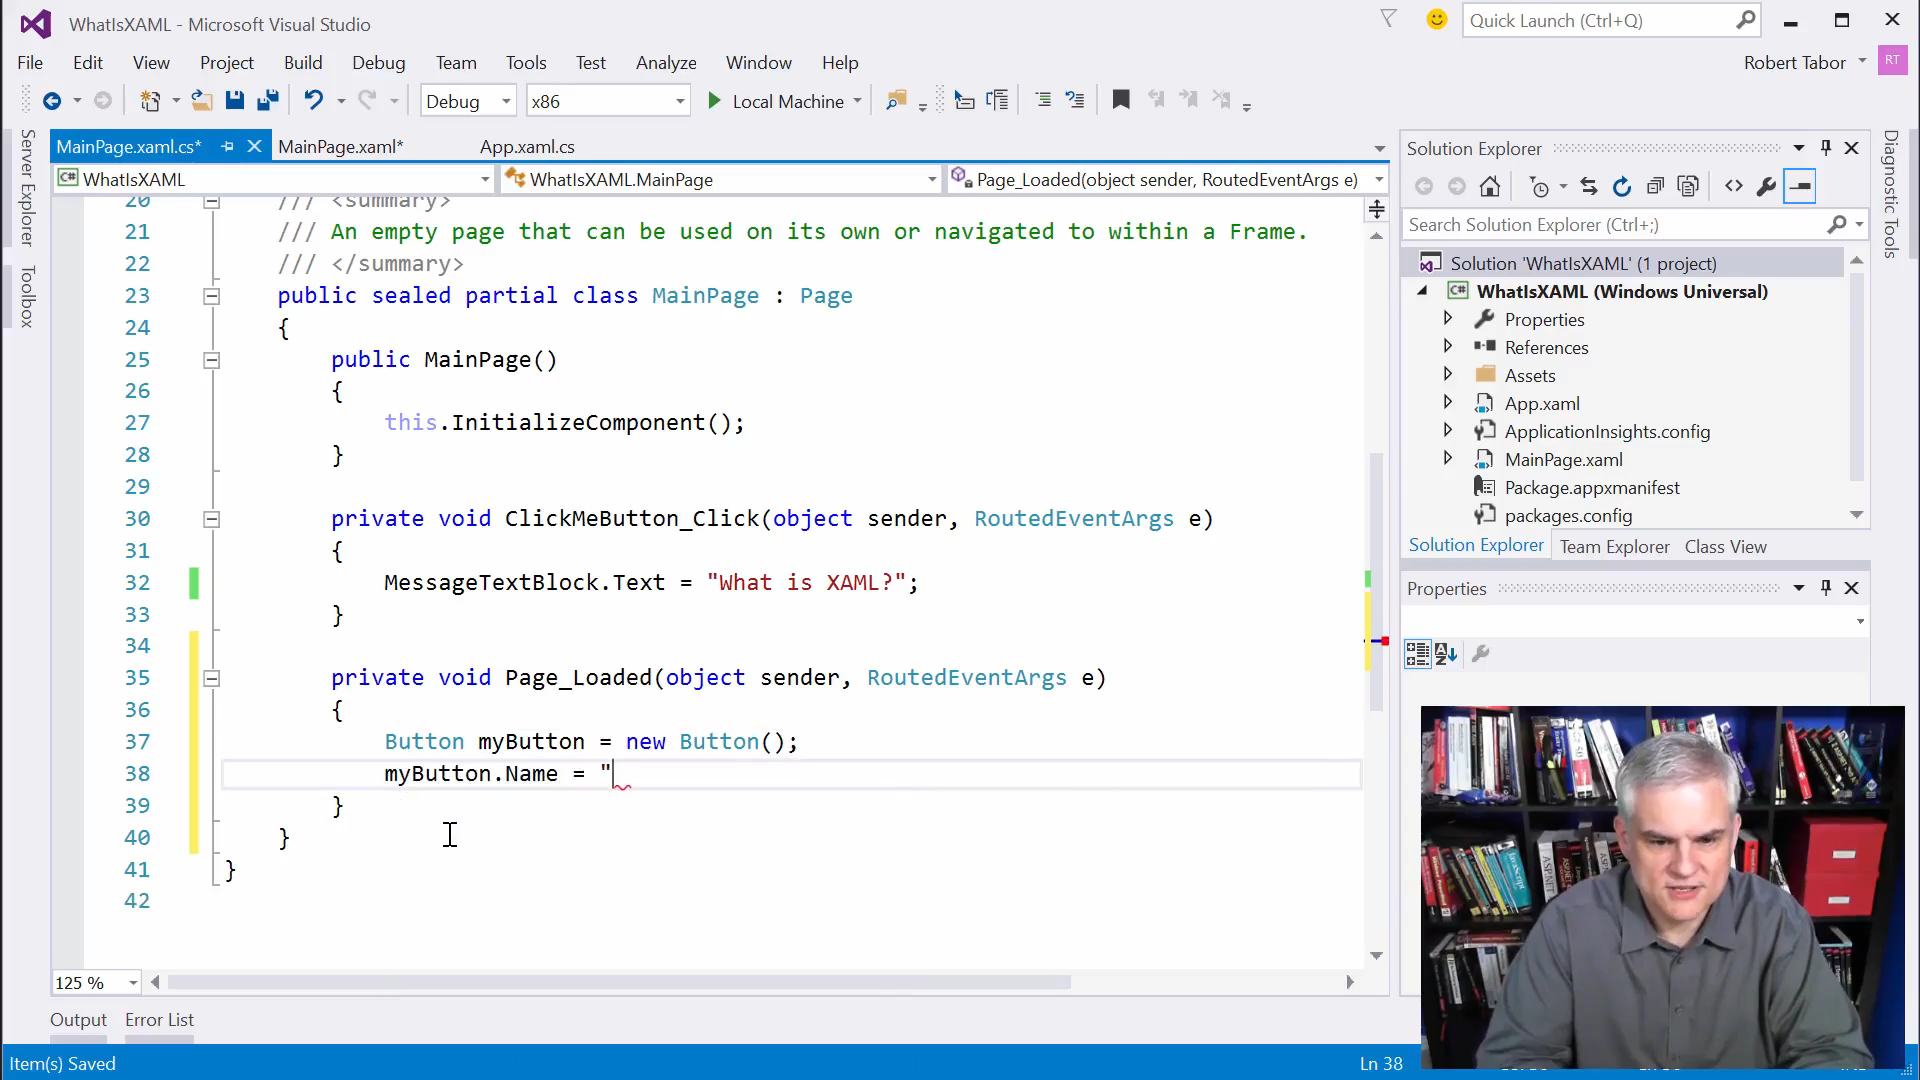 WhatIsXAML - Microsoft Visual Studio
Quick Launch (Ctrl+Q)
File Edit View Project Build Debug Team Tools Test Analyze Window Help
Robert Tabor RT
Debug x86 Local Machine
Server Explorer
Toolbox
MainPage.xaml.cs* MainPage.xaml* App.xaml.cs
WhatIsXAML WhatIsXAML.MainPage Page_Loaded(object sender, RoutedEventArgs e)
20 /// <summary>
21 /// An empty page that can be used on its own or navigated to within a Frame.
22 /// </summary>
23 public sealed partial class MainPage : Page
24 {
25 public MainPage()
26 {
27 this.InitializeComponent();
28 }
29
30 private void ClickMeButton_Click(object sender, RoutedEventArgs e)
31 {
32 MessageTextBlock.Text = "What is XAML?";
33 }
34
35 private void Page_Loaded(object sender, RoutedEventArgs e)
36 {
37 Button myButton = new Button();
38 myButton.Name = "
39 }
40 }
41 }
42
125 %
Output Error List
Item(s) Saved
Ln 38
Solution Explorer
Search Solution Explorer (Ctrl+;)
Solution 'WhatIsXAML' (1 project)
C# WhatIsXAML (Windows Universal)
Properties
References
Assets
App.xaml
ApplicationInsights.config
MainPage.xaml
Package.appxmanifest
packages.config
Solution Explorer Team Explorer Class View
Properties
Diagnostic Tools